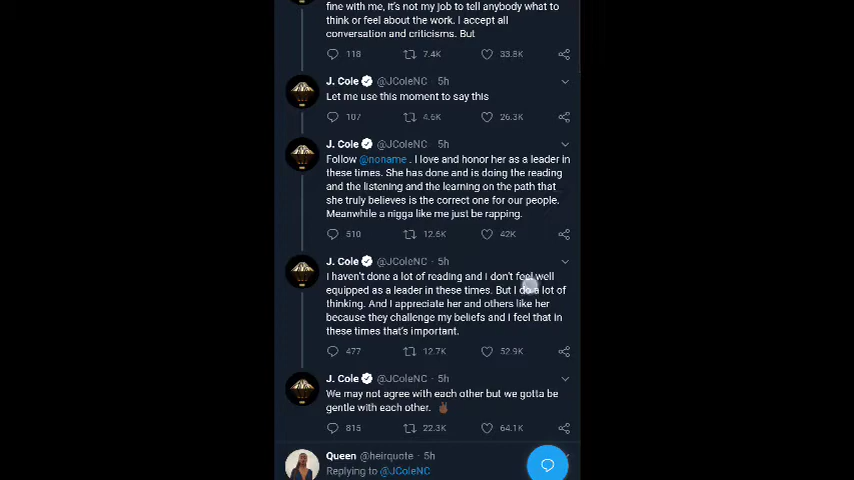 fine with me, it's not my job to tell anybody what to
think or feel about the work. I accept all
conversation and criticisms. But
118 7.4K 33.8K
J. Cole @JColeNC · 5h
Let me use this moment to say this
107 4.6K 26.3K
J. Cole @JColeNC · 5h
Follow @noname . I love and honor her as a leader in
these times. She has done and is doing the reading
and the listening and the learning on the path that
she truly believes is the correct one for our people.
Meanwhile a nigga like me just be rapping.
510 12.6K 42K
J. Cole @JColeNC · 5h
I haven't done a lot of reading and I don't feel well
equipped as a leader in these times. But I do a lot of
thinking. And I appreciate her and others like her
because they challenge my beliefs and I feel that in
these times that's important.
477 12.7K 52.9K
J. Cole @JColeNC · 5h
We may not agree with each other but we gotta be
gentle with each other. ✌🏾
815 22.3K 64.1K
Queen @heirquote · 5h
Replying to @JColeNC